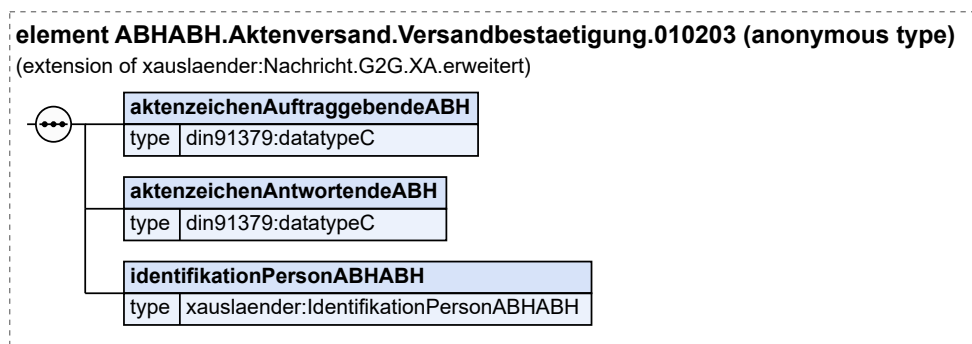 element ABHABH.Aktenversand.Versandbestaetigung.010203 (anonymous type)
(extension of xauslaender:Nachricht.G2G.XA.erweitert)
aktenzeichenAuftraggebendeABH
type din91379:datatypeC
aktenzeichenAntwortendeABH
type din91379:datatypeC
identifikationPersonABHABH
type xauslaender:IdentifikationPersonABHABH